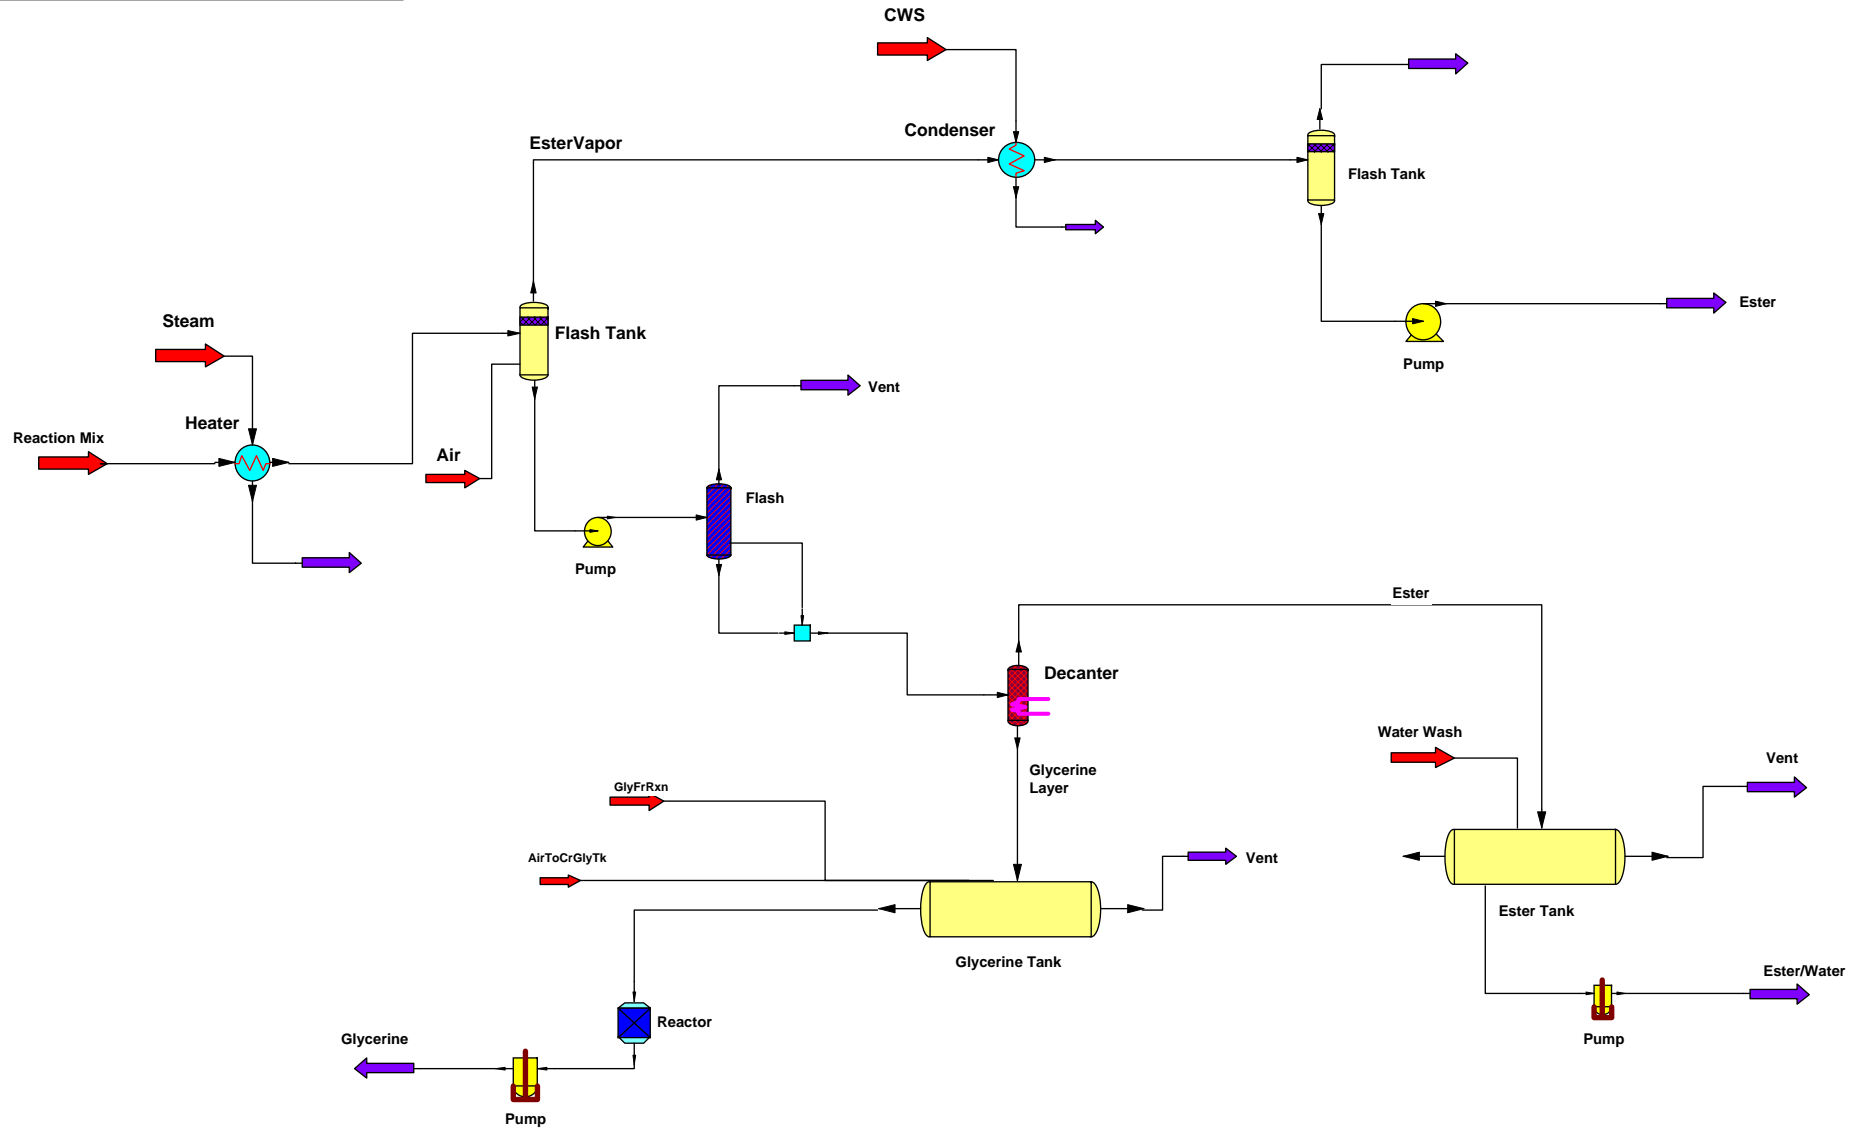 CWS
Condenser
EsterVapor
Flash Tank
Ester
Pump
Steam
Flash Tank
Heater
Vent
Reaction Mix
Air
Flash
Pump
Ester
Decanter
Water Wash
Vent
Glycerine
Layer
GlyFrRxn
AirToCrGlyTk
Vent
Ester Tank
Glycerine Tank
Ester/Water
Reactor
Glycerine
Pump
Pump